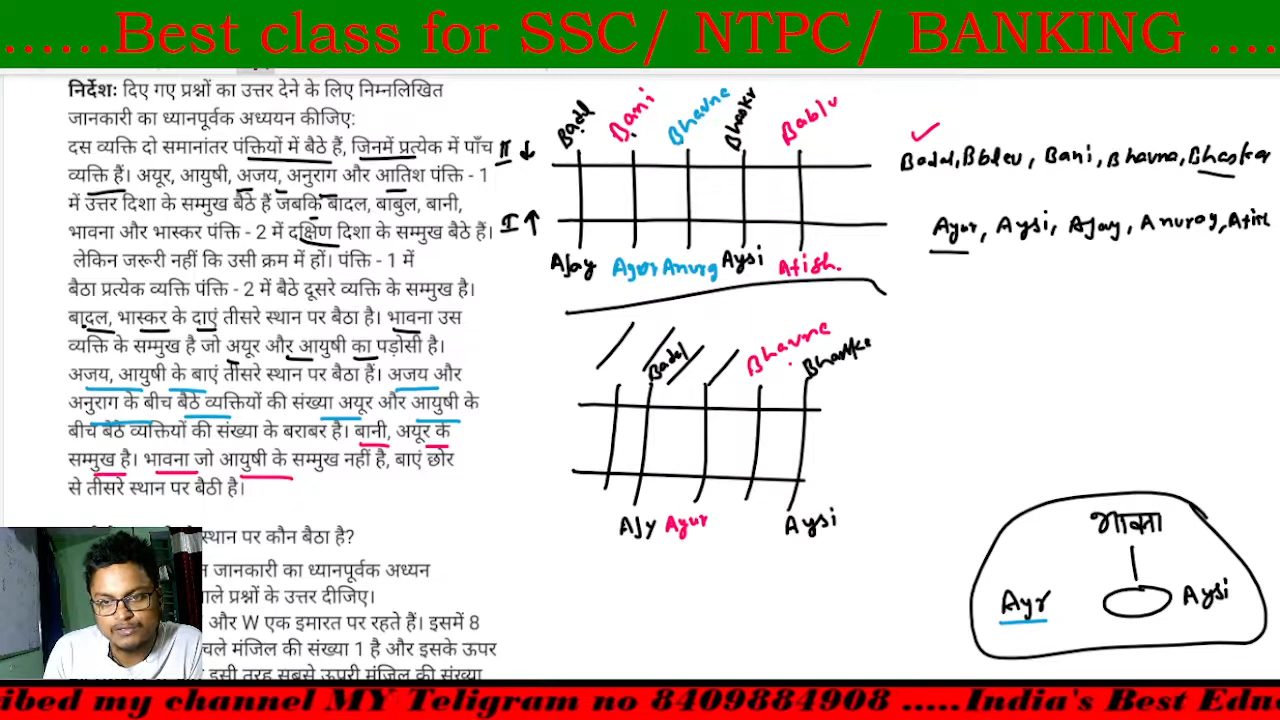 ......Best class for SSC/ NTPC/ BANKING ....
निर्देशः दिए गए प्रश्नों का उत्तर देने के लिए निम्नलिखित
जानकारी का ध्यानपूर्वक अध्ययन कीजिए:
दस व्यक्ति दो समानांतर पंक्तियों में बैठे हैं, जिनमें प्रत्येक में पाँच
व्यक्ति हैं। अयूर, आयुषी, अजय, अनुराग और आतिश पंक्ति - 1
में उत्तर दिशा के सम्मुख बैठे हैं जबकि बादल, बाबुल, बानी,
भावना और भास्कर पंक्ति - 2 में दक्षिण दिशा के सम्मुख बैठे हैं।
लेकिन जरूरी नहीं कि उसी क्रम में हों। पंक्ति - 1 में
बैठा प्रत्येक व्यक्ति पंक्ति - 2 में बैठे दूसरे व्यक्ति के सम्मुख है।
बादल, भास्कर के दाएं तीसरे स्थान पर बैठा है। भावना उस
व्यक्ति के सम्मुख है जो अयूर और आयुषी का पड़ोसी है।
अजय, आयुषी के बाएं तीसरे स्थान पर बैठा हैं। अजय और
अनुराग के बीच बैठे व्यक्तियों की संख्या अयूर और आयुषी के
बीच बैठे व्यक्तियों की संख्या के बराबर है। बानी, अयूर के
सम्मुख है। भावना जो आयुषी के सम्मुख नहीं है, बाएं छोर
से तीसरे स्थान पर बैठी है।
स्थान पर कौन बैठा है?
जानकारी का ध्यानपूर्वक अध्यन
वाले प्रश्नों के उत्तर दीजिए।
और W एक इमारत पर रहते हैं। इसमें 8
मंजिल की संख्या 1 है और इसके ऊपर
इसी तरह सबसे ऊपरी मंजिल की संख्या
Badal Bani Bhavna Bhaskr Bablu
II ↓
I ↑
AJay Ayur Anurg Aysi Atish.
Badal, Bablu, Bani, Bhavna, Bhaskar
Ayur, Aysi, AJay, Anurag, Atish
Badal Bhavna Bhaskr
AJy Ayur Aysi
भावना
Ayr Aysi
ibed my channel MY Teligram no 8409884908 ......India's Best Edu